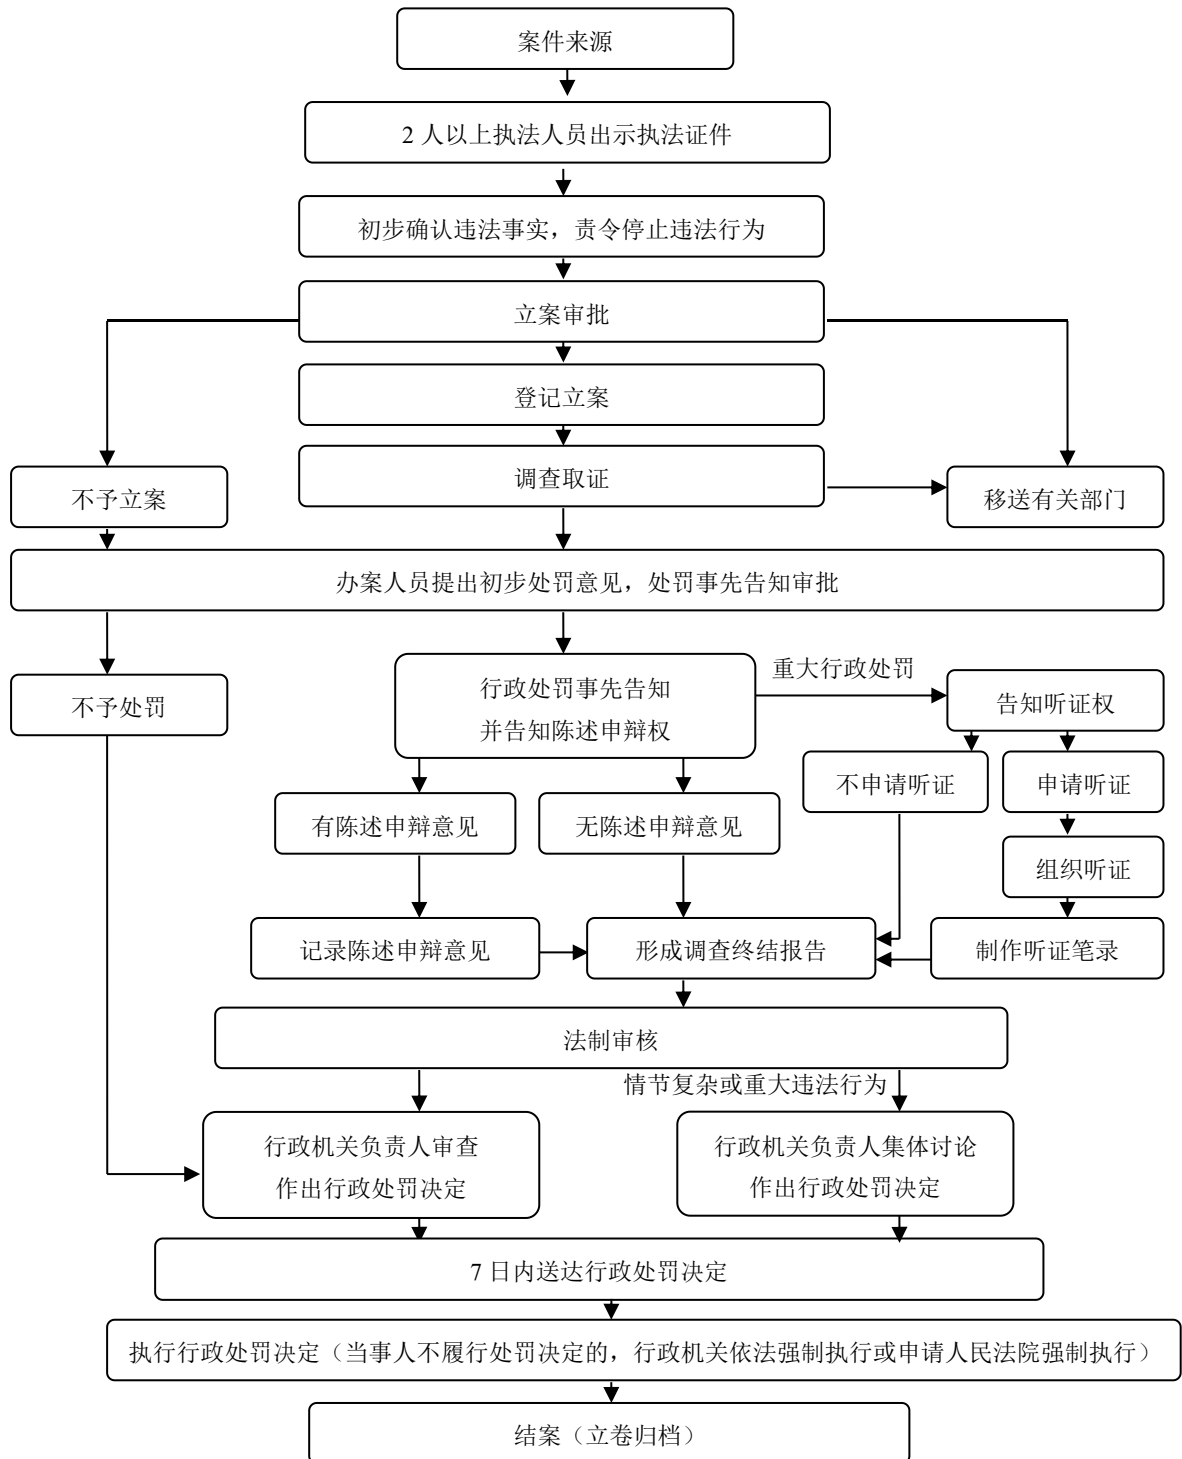 案件来源
2 人以上执法人员出示执法证件
初步确认违法事实，责令停止违法行为
立案审批
登记立案
调查取证
不予立案
移送有关部门
办案人员提出初步处罚意见，处罚事先告知审批
重大行政处罚
行政处罚事先告知
并告知陈述申辩权
告知听证权
不予处罚
不申请听证
申请听证
有陈述申辩意见
无陈述申辩意见
组织听证
记录陈述申辩意见
形成调查终结报告
制作听证笔录
法制审核
情节复杂或重大违法行为
行政机关负责人审查
作出行政处罚决定
行政机关负责人集体讨论
作出行政处罚决定
7 日内送达行政处罚决定
执行行政处罚决定（当事人不履行处罚决定的，行政机关依法强制执行或申请人民法院强制执行）
结案（立卷归档）